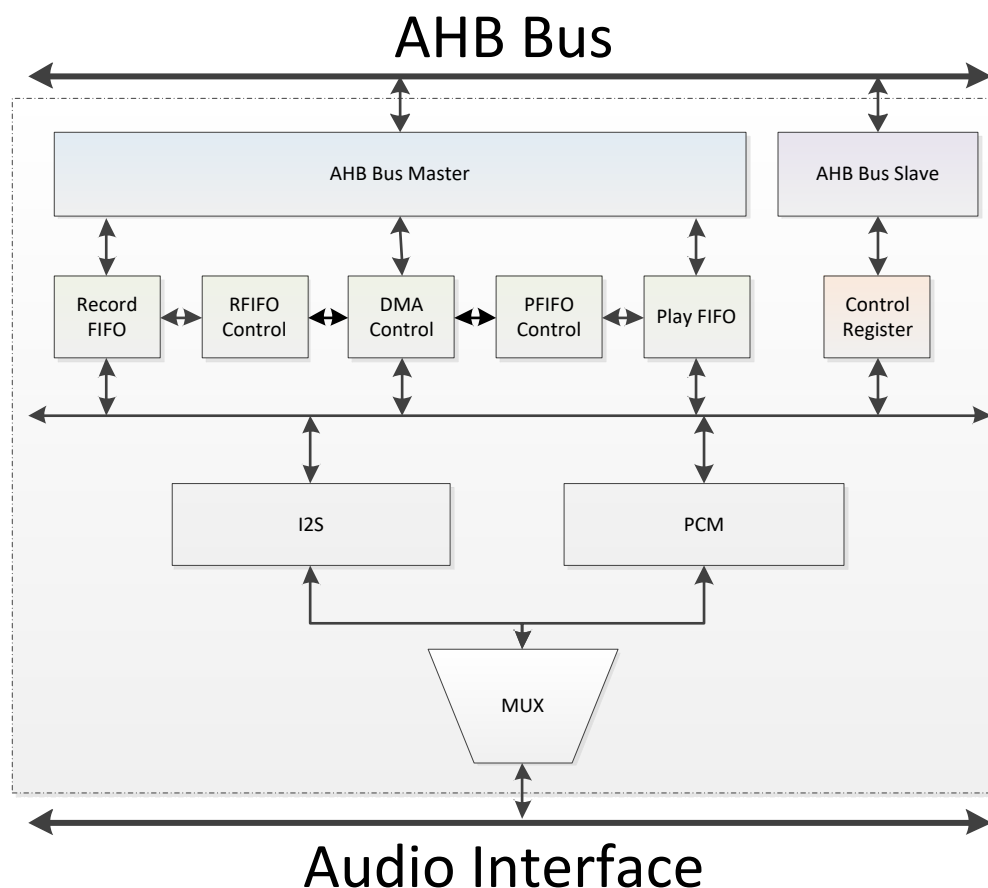 AHB Bus
AHB Bus Master
AHB Bus Slave
Record
FIFO
RFIFO
Control
DMA
Control
PFIFO
Control
Play FIFO
Control
Register
I2S
PCM
MUX
Audio Interface